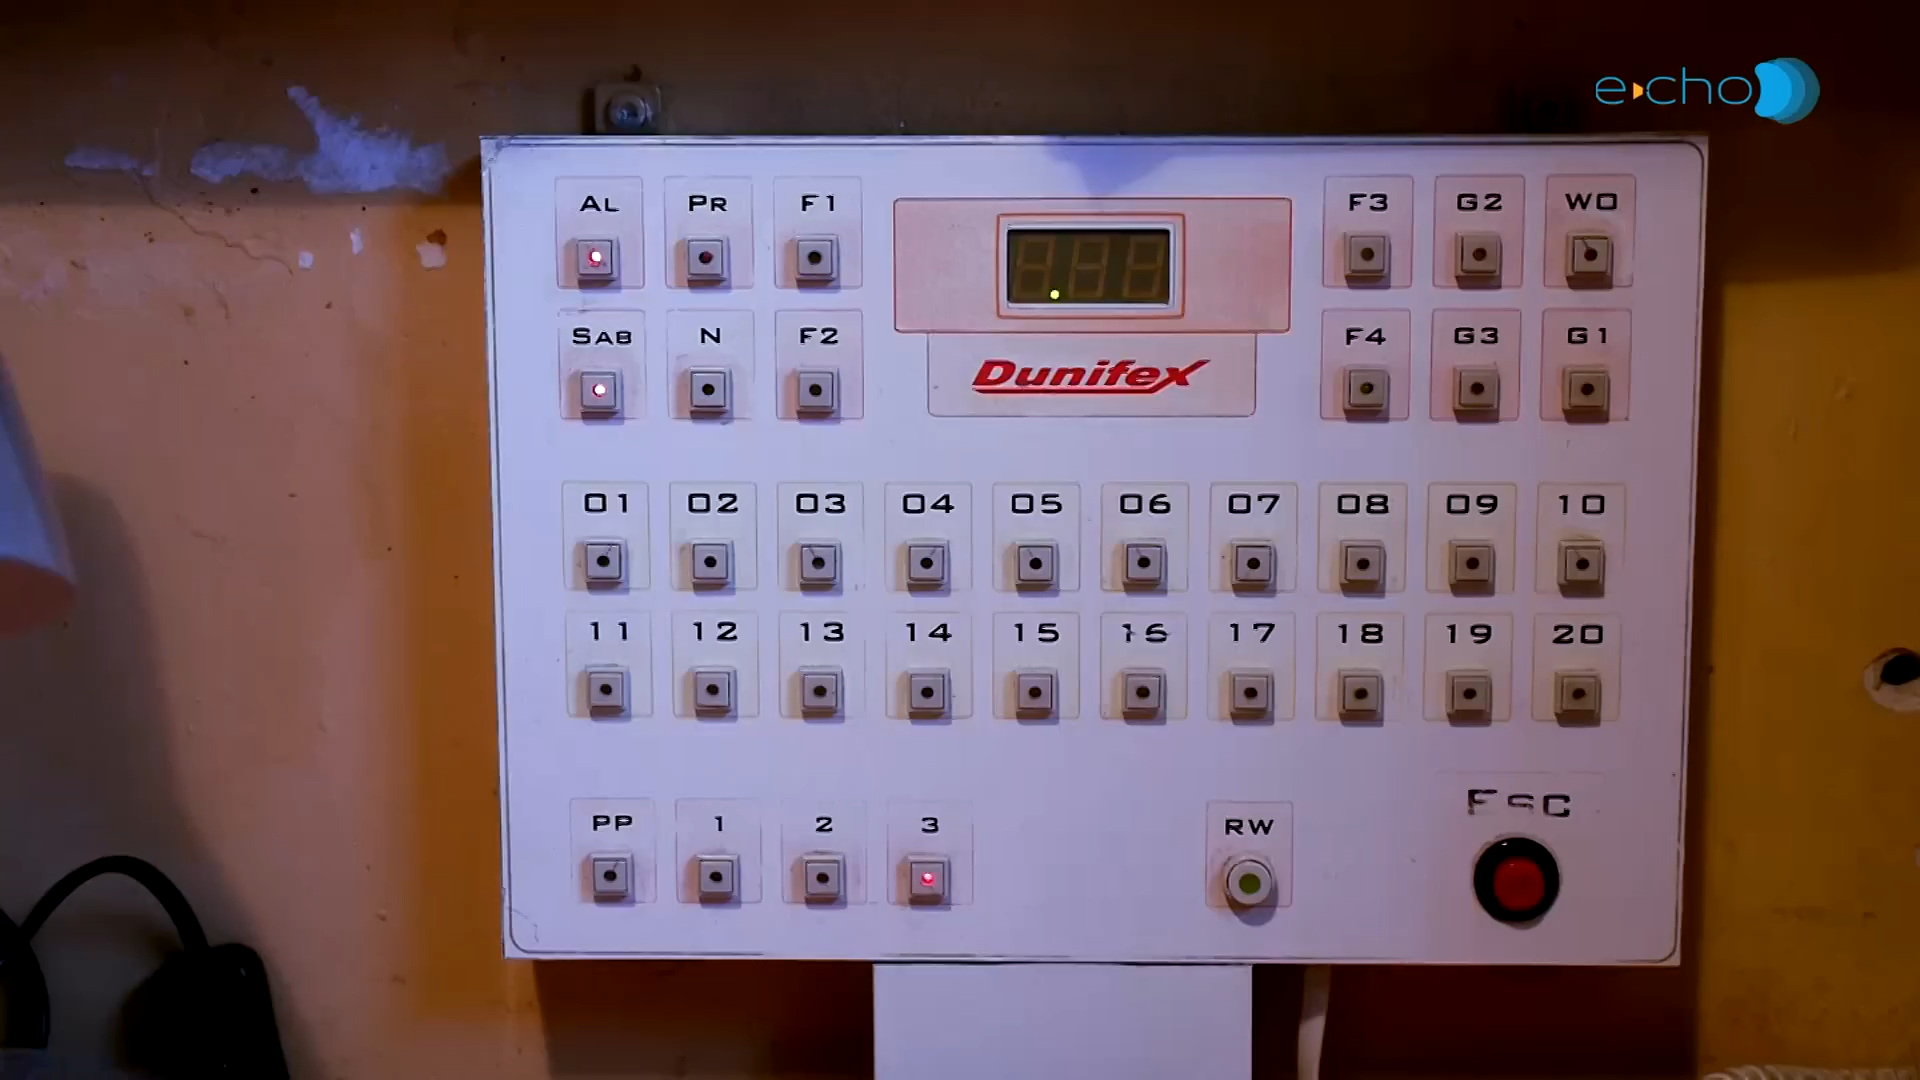 e-cho
AL PR F1 F3 G2 WO
SAB N F2 F4 G3 G1
Dunifex
01 02 03 04 05 06 07 08 09 10
11 12 13 14 15 16 17 18 19 20
PP 1 2 3 RW ESC